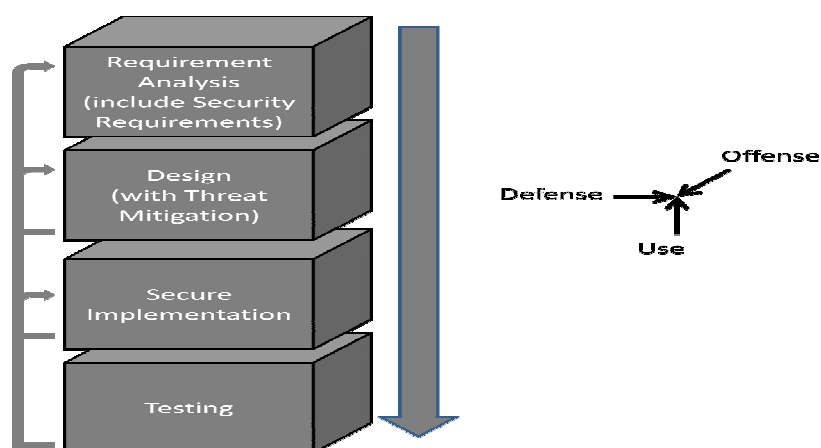 Requirement
Analysis
(include Security
Requirements)
Design
(with Threat
Mitigation)
Secure
Implementation
Testing
Offense
Defense
Use